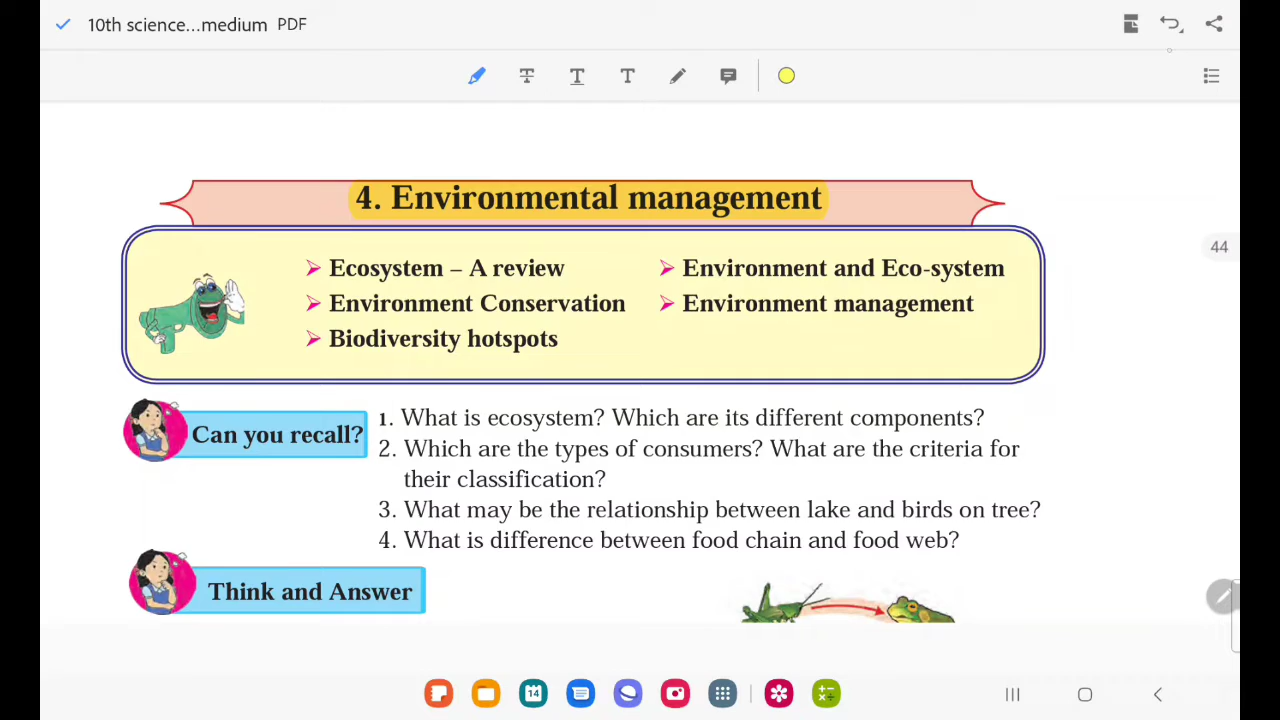 10th science...medium PDF
44
4. Environmental management
➢ Ecosystem – A review
➢ Environment and Eco-system
➢ Environment Conservation
➢ Environment management
➢ Biodiversity hotspots
Can you recall?
1. What is ecosystem? Which are its different components?
2. Which are the types of consumers? What are the criteria for
their classification?
3. What may be the relationship between lake and birds on tree?
4. What is difference between food chain and food web?
Think and Answer
14